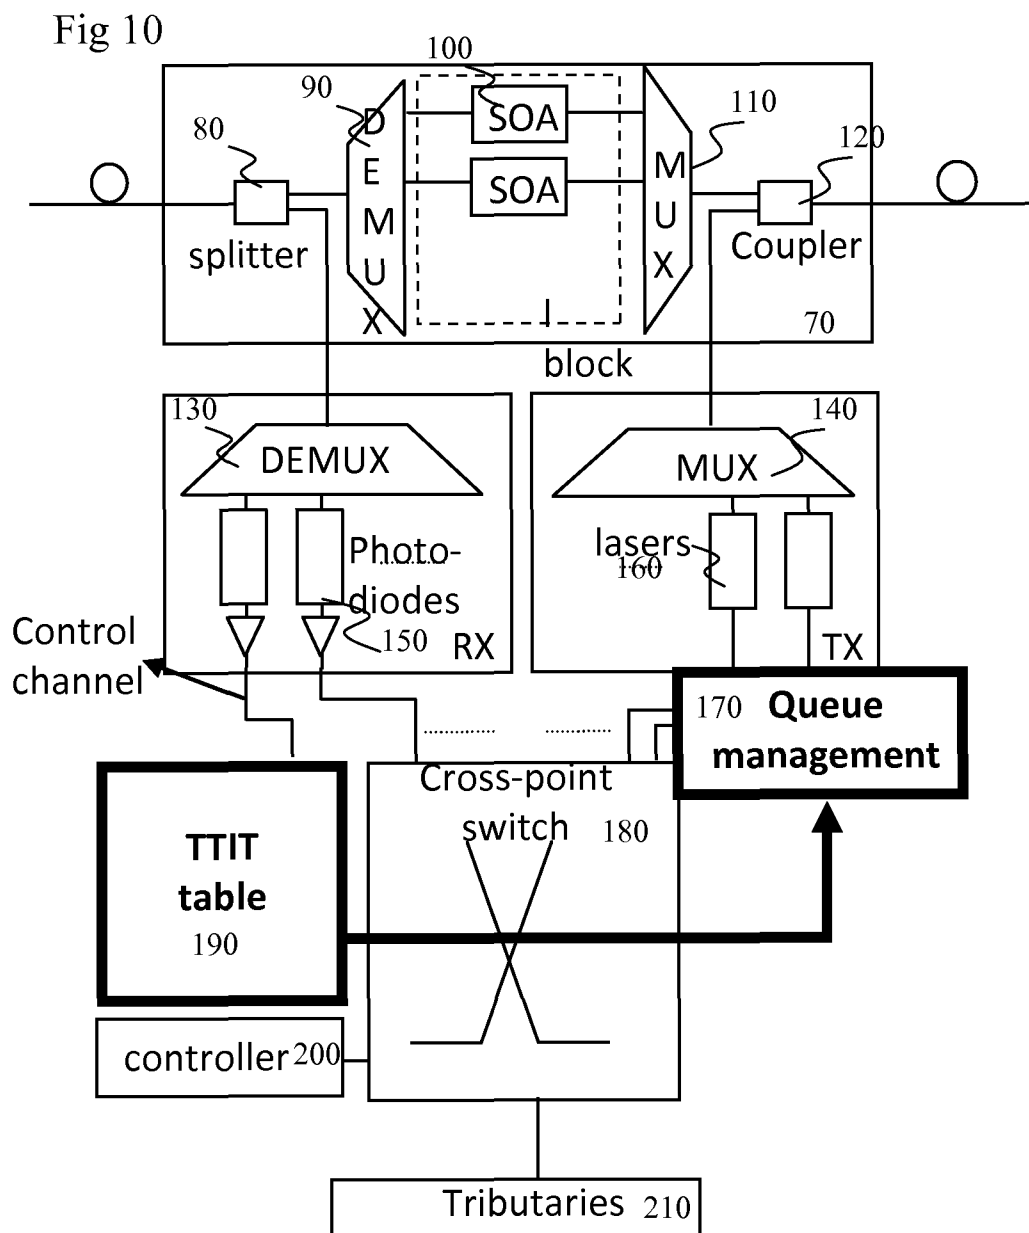 Fig 10
100
90
80
110
120
DEMUX
SOA
SOA
MUX
splitter
Coupler
70
I
block
130
DEMUX
140
MUX
Photo-
diodes
150
RX
lasers
160
TX
Control
channel
170
Queue
management
Cross-point
switch
180
TTIT
table
190
controller 200
Tributaries 210